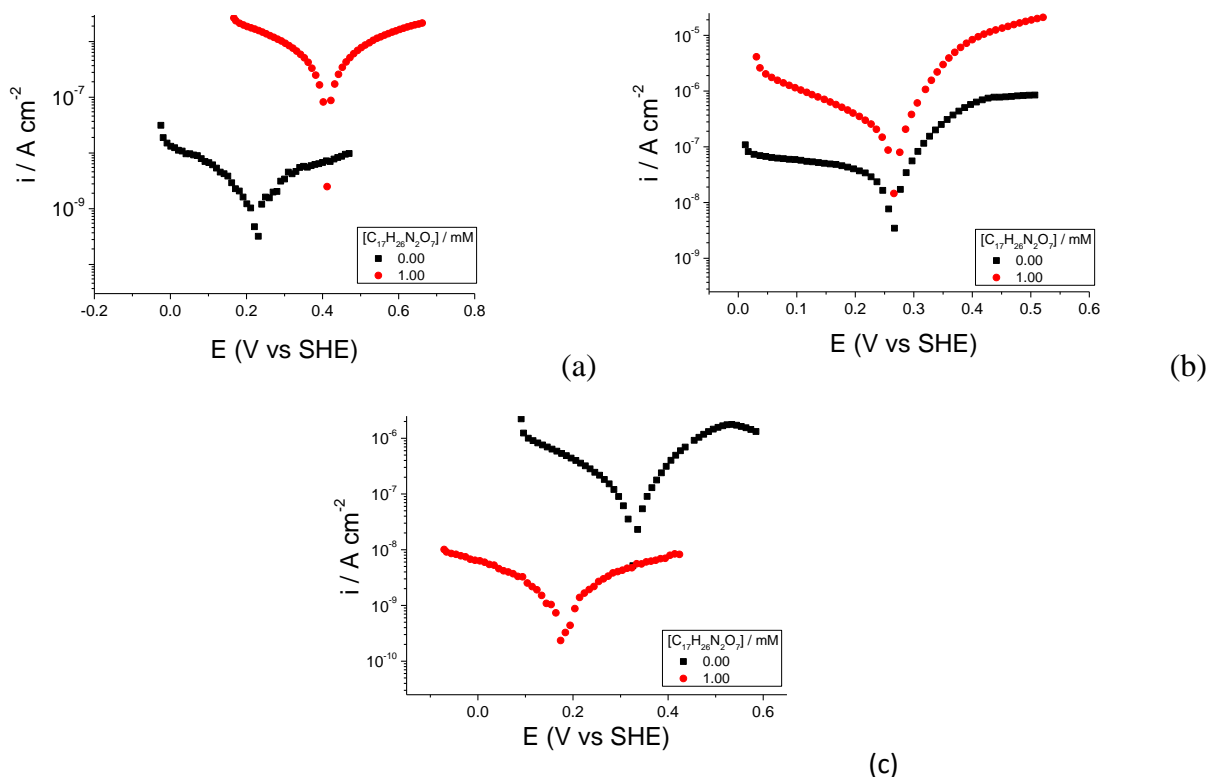 i / A cm⁻²
10⁻⁷
10⁻⁹
[C₁₇H₂₆N₂O₇] / mM
0.00
1.00
-0.2 0.0 0.2 0.4 0.6 0.8
E (V vs SHE)
(a)
i / A cm⁻²
10⁻⁵
10⁻⁶
10⁻⁷
10⁻⁸
10⁻⁹
[C₁₇H₂₆N₂O₇] / mM
0.00
1.00
0.0 0.1 0.2 0.3 0.4 0.5 0.6
E (V vs SHE)
(b)
i / A cm⁻²
10⁻⁶
10⁻⁷
10⁻⁸
10⁻⁹
10⁻¹⁰
[C₁₇H₂₆N₂O₇] / mM
0.00
1.00
0.0 0.2 0.4 0.6
E (V vs SHE)
(c)